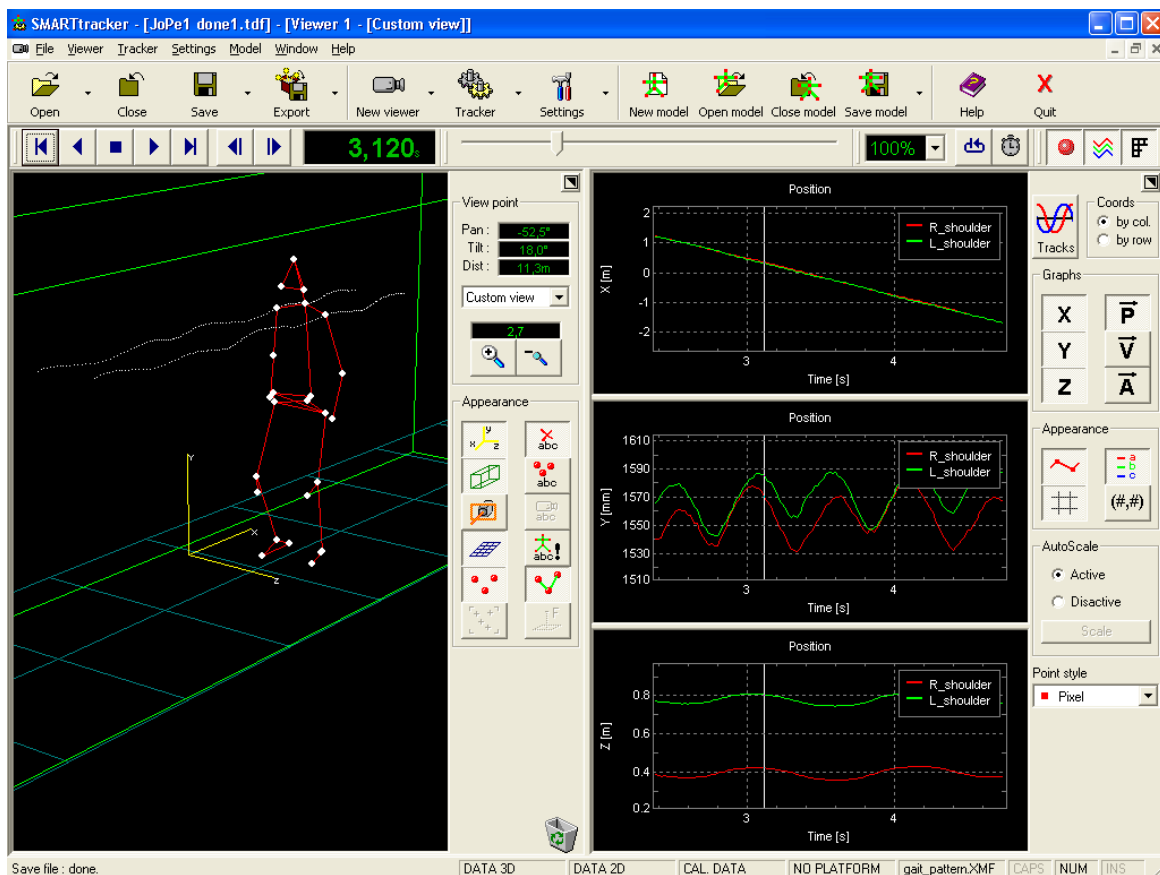 SMARTtracker - [JoPe1 done1.tdf] - [Viewer 1 - [Custom view]]
File Viewer Tracker Settings Model Window Help
Open Close Save Export New viewer Tracker Settings New model Open model Close model Save model Help Quit
3,120s
100%
View point
Pan : -52,5°
Tilt : 18,0°
Dist : 11,3m
Custom view
2,7
Appearance
x y z
abc
abc
abc
abc!
F
Y
X
Z
Position
R_shoulder
L_shoulder
X [m]
2
1
0
-1
-2
3 4
Time [s]
Position
R_shoulder
L_shoulder
Y [mm]
1610
1590
1570
1550
1530
1510
3 4
Time [s]
Position
R_shoulder
L_shoulder
Z [m]
0.8
0.6
0.4
0.2
3 4
Time [s]
Tracks
Coords
by col.
by row
Graphs
X P
Y V
Z A
Appearance
a
b
c
(#,#)
AutoScale
Active
Disactive
Scale
Point style
Pixel
Save file : done.
DATA 3D DATA 2D CAL. DATA NO PLATFORM gait_pattern.XMF CAPS NUM INS